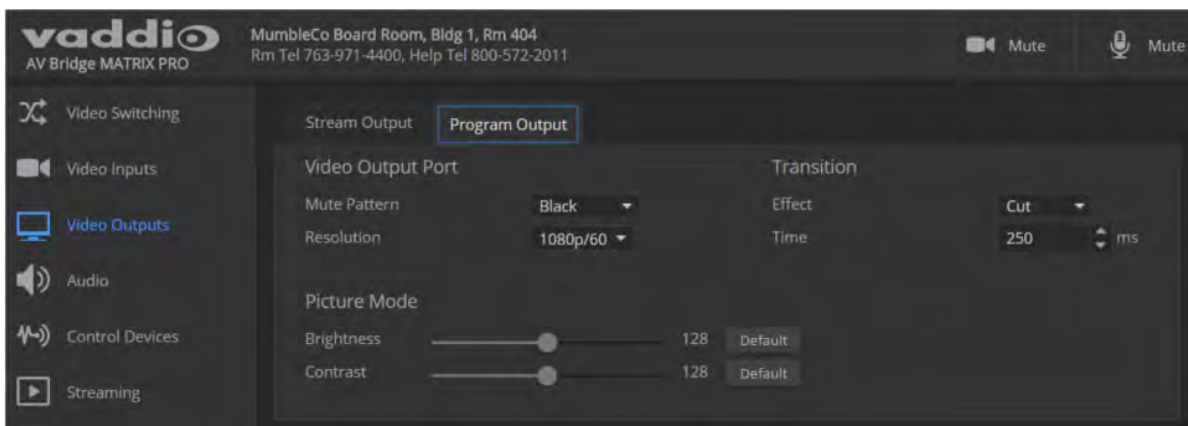 vaddio
AV Bridge MATRIX PRO
MumbleCo Board Room, Bldg 1, Rm 404
Rm Tel 763-971-4400, Help Tel 800-572-2011
Mute
Mute
Video Switching
Video Inputs
Video Outputs
Audio
Control Devices
Streaming
Stream Output
Program Output
Video Output Port
Mute Pattern Black
Resolution 1080p/60
Transition
Effect Cut
Time 250 ms
Picture Mode
Brightness 128 Default
Contrast 128 Default